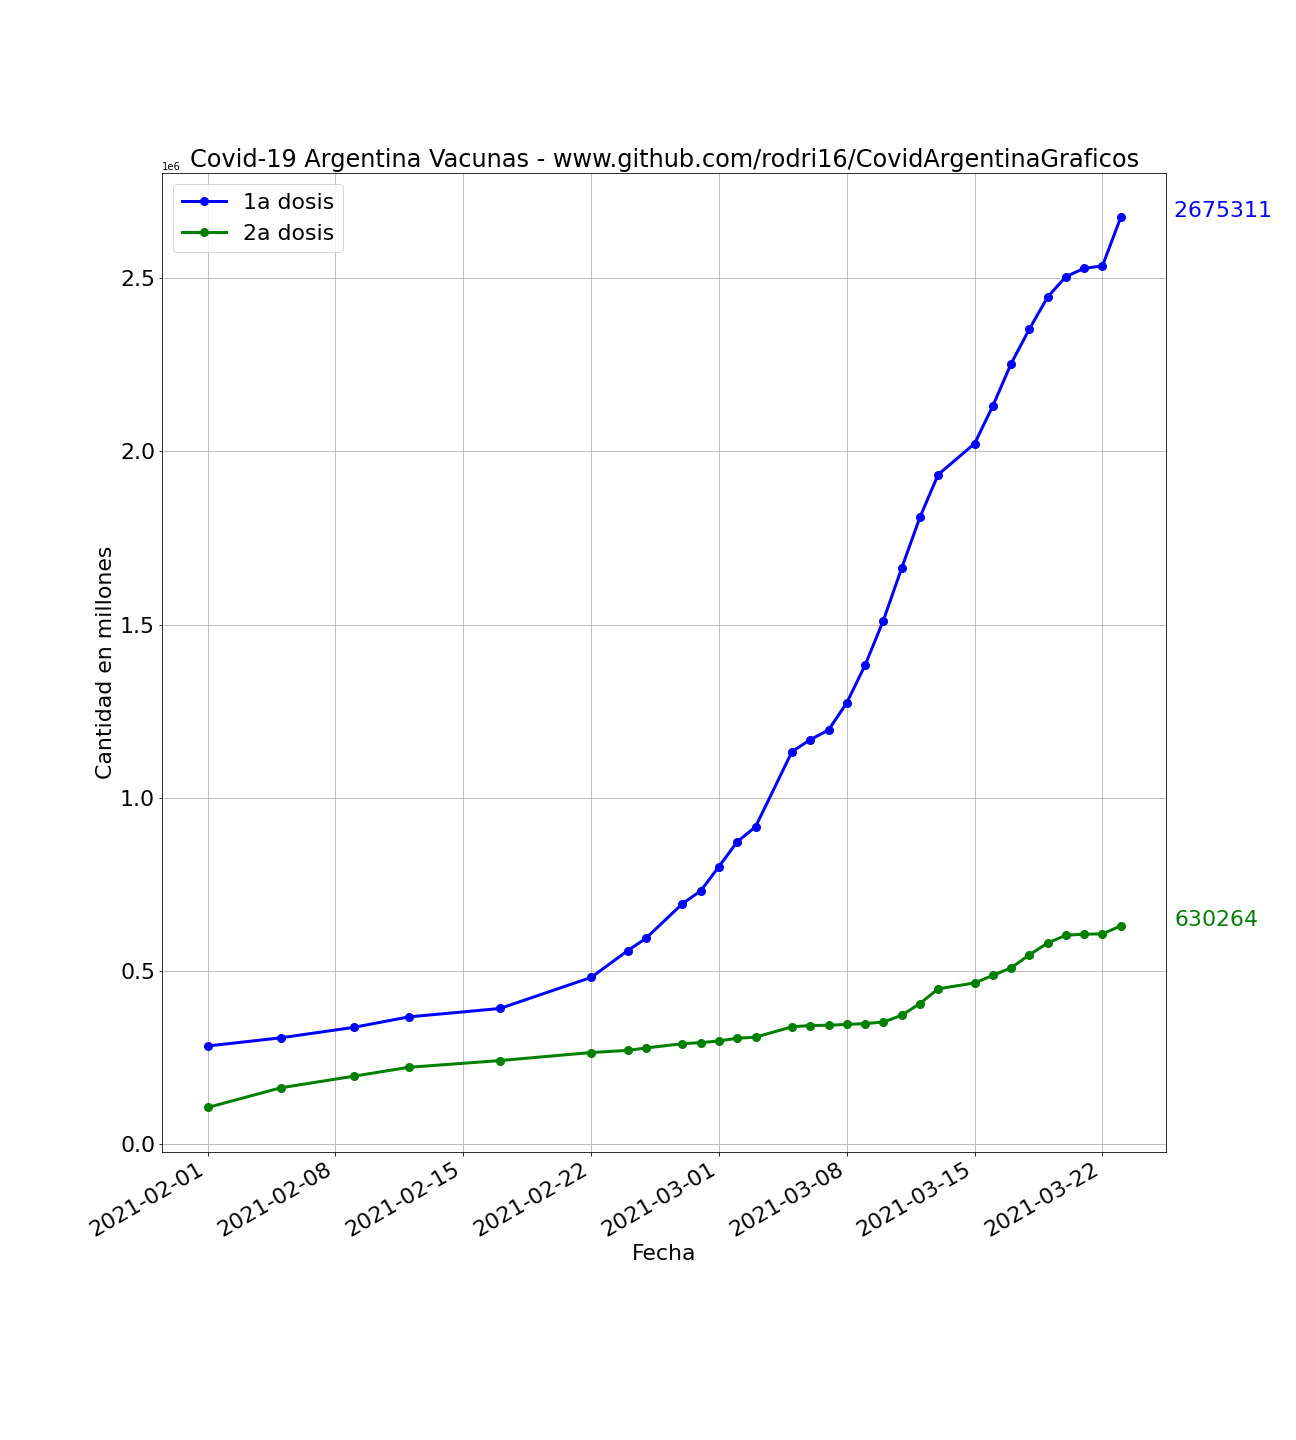 Covid-19 Argentina Vacunas - www.github.com/rodri16/CovidArgentinaGraficos
1e6
1a dosis
2a dosis
2675311
630264
2.5
2.0
1.5
1.0
0.5
0.0
Cantidad en millones
2021-02-01
2021-02-08
2021-02-15
2021-02-22
2021-03-01
2021-03-08
2021-03-15
2021-03-22
Fecha